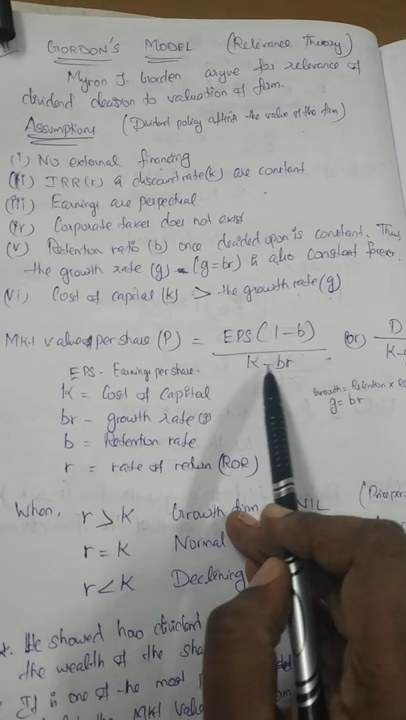 GORDON'S MODEL (Relevance Theory)
Myron J. Gorden argue for relevance of
dividend decision to valuation of firm.
Assumptions (Dividend policy affects the value of the firm)
(i) No external financing
(ii) IRR(r) & discount rate(k) are constant
(iii) Earnings are perpectual
(iv) Corporate taxes does not exist
(v) Retention ratio (b) once decided upon is constant. Thus
the growth rate (g) - (g=br) is also constant forever.
(vi) Cost of capital (k) > the growth rate (g)
Mkt value per share (P) = EPS (1-b) / K - br (or) D / K-
EPS - Earnings per share.
K = Cost of Capital
br - growth rate (g)
b = Retention rate
r = rate of return (ROR)
Growth = Retention x R
g = br
When, r > K Growth firm NIL
r = K Normal
r < K Declining
He showed how dividend
the wealth of the sha
It is one of the most
the Mkt Value